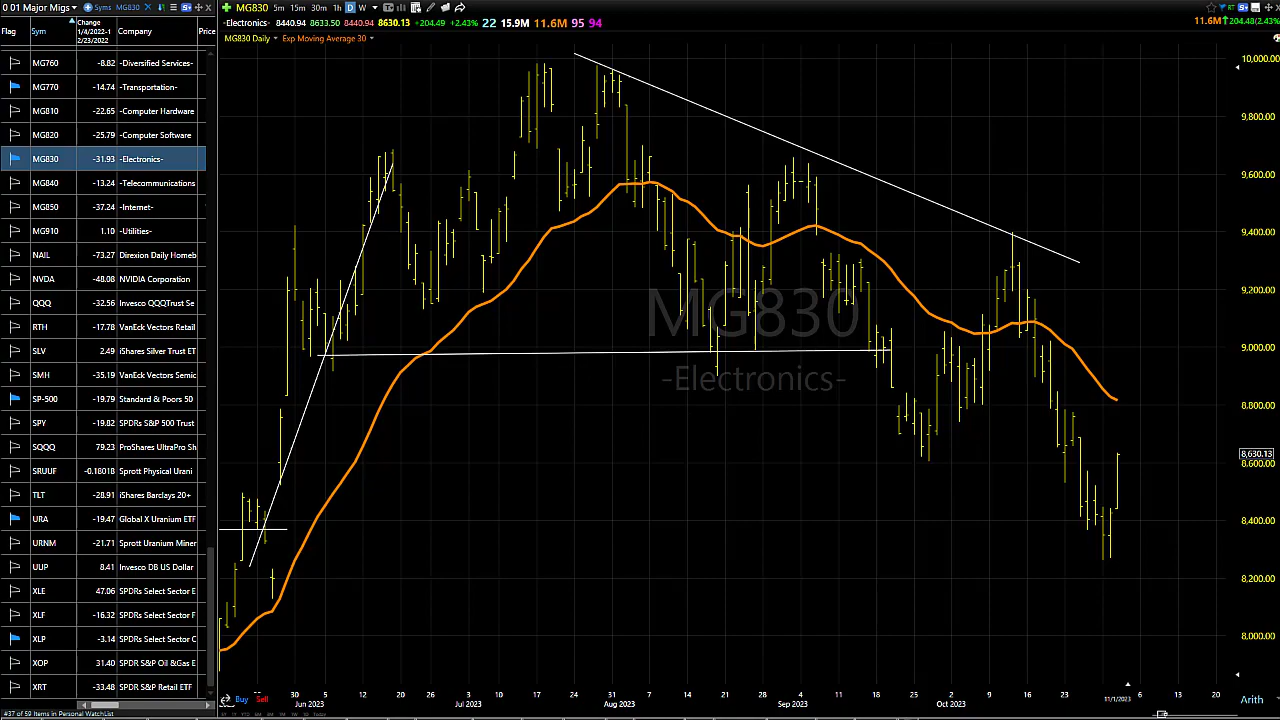 0 01 Major Migs Syms MG830
MG830 5m 15m 30m 1h D W
Flag Sym Change 1/4/2022-1 2/23/2022 Company Price
-Electronics- 8440.94 8633.50 8440.94 8630.13 +204.49 +2.43% 22 15.9M 11.6M 95 94
11.6M 204.48(2.43%
MG830 Daily Exp Moving Average 30
MG760 -8.82 -Diversified Services-
MG770 -14.74 -Transportation-
MG810 -22.65 -Computer Hardware
MG820 -25.79 -Computer Software
MG830 -31.93 -Electronics-
MG840 -13.24 -Telecommunications
MG850 -37.24 -Internet-
MG910 1.10 -Utilities-
NAIL -73.27 Direxion Daily Homeb
NVDA -48.08 NVIDIA Corporation
QQQ -32.56 Invesco QQQTrust Se
RTH -17.78 VanEck Vectors Retail
SLV 2.49 iShares Silver Trust ET
SMH -35.19 VanEck Vectors Semic
SP-500 -19.79 Standard & Poors 50
SPY -19.82 SPDRs S&P 500 Trust
SQQQ 79.23 ProShares UltraPro Sh
SRUUF -0.18018 Sprott Physical Urani
TLT -28.91 iShares Barclays 20+
URA -19.47 Global X Uranium ETF
URNM -21.71 Sprott Uranium Miner
UUP 8.41 Invesco DB US Dollar
XLE 47.06 SPDRs Select Sector E
XLF -16.32 SPDRs Select Sector F
XLP -3.14 SPDRs Select Sector C
XOP 31.40 SPDR S&P Oil &Gas E
XRT -33.48 SPDR S&P Retail ETF
#37 of 59 Items in Personal WatchList
MG830
-Electronics-
10,000.00
9,800.00
9,600.00
9,400.00
9,200.00
9,000.00
8,800.00
8,630.13
8,600.00
8,400.00
8,200.00
8,000.00
Buy Sell
30 5 12 20 26 3 10 17 24 31 7 14 21 28 5 11 18 25 2 9 16 23 11/1/2023 6 13 20
Jun 2023 Jul 2023 Aug 2023 Sep 2023 Oct 2023
Arith